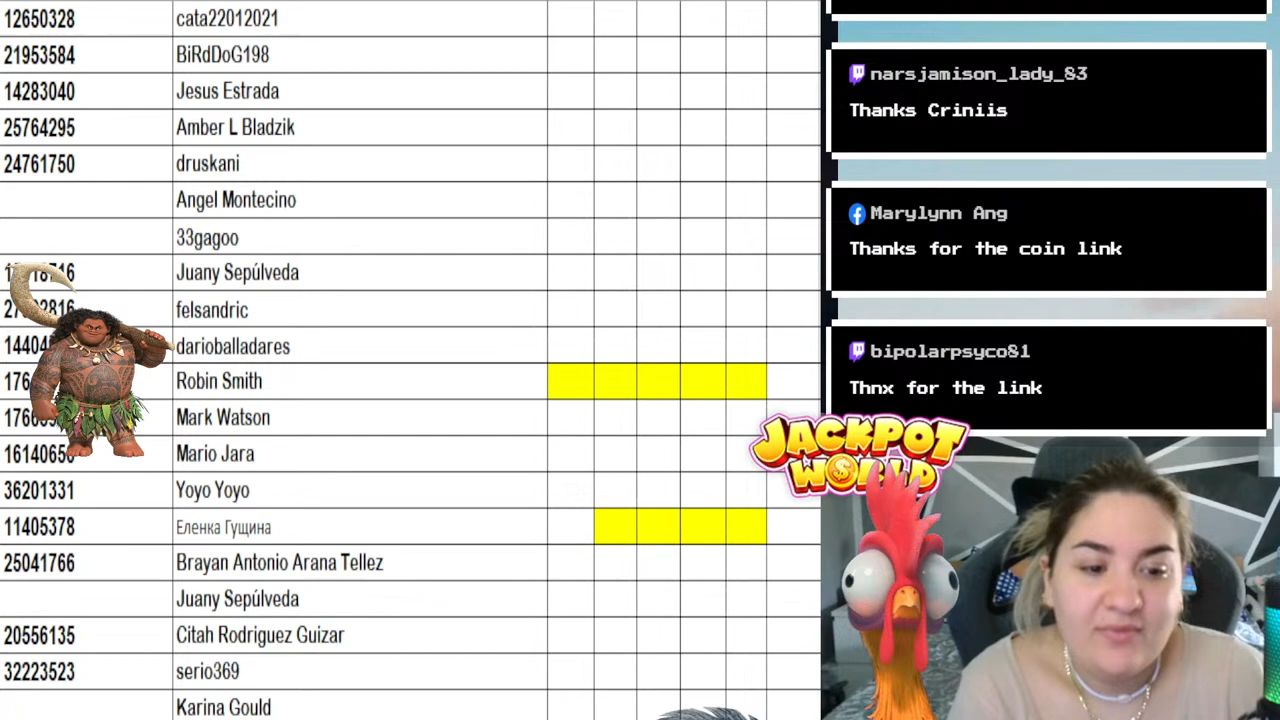 12650328 cata22012021
21953584 BiRdDoG198
14283040 Jesus Estrada
25764295 Amber L Bladzik
24761750 druskani
Angel Montecino
33gagoo
Juany Sepúlveda
felsandric
darioballadares
Robin Smith
Mark Watson
16140656 Mario Jara
36201331 Yoyo Yoyo
11405378 Еленка Гущина
25041766 Brayan Antonio Arana Tellez
Juany Sepúlveda
20556135 Citah Rodriguez Guizar
32223523 serio369
Karina Gould
narsjamison_lady_83
Thanks Criniis
Marylynn Ang
Thanks for the coin link
bipolarpsyco81
Thnx for the link
JACKPOT
WORLD